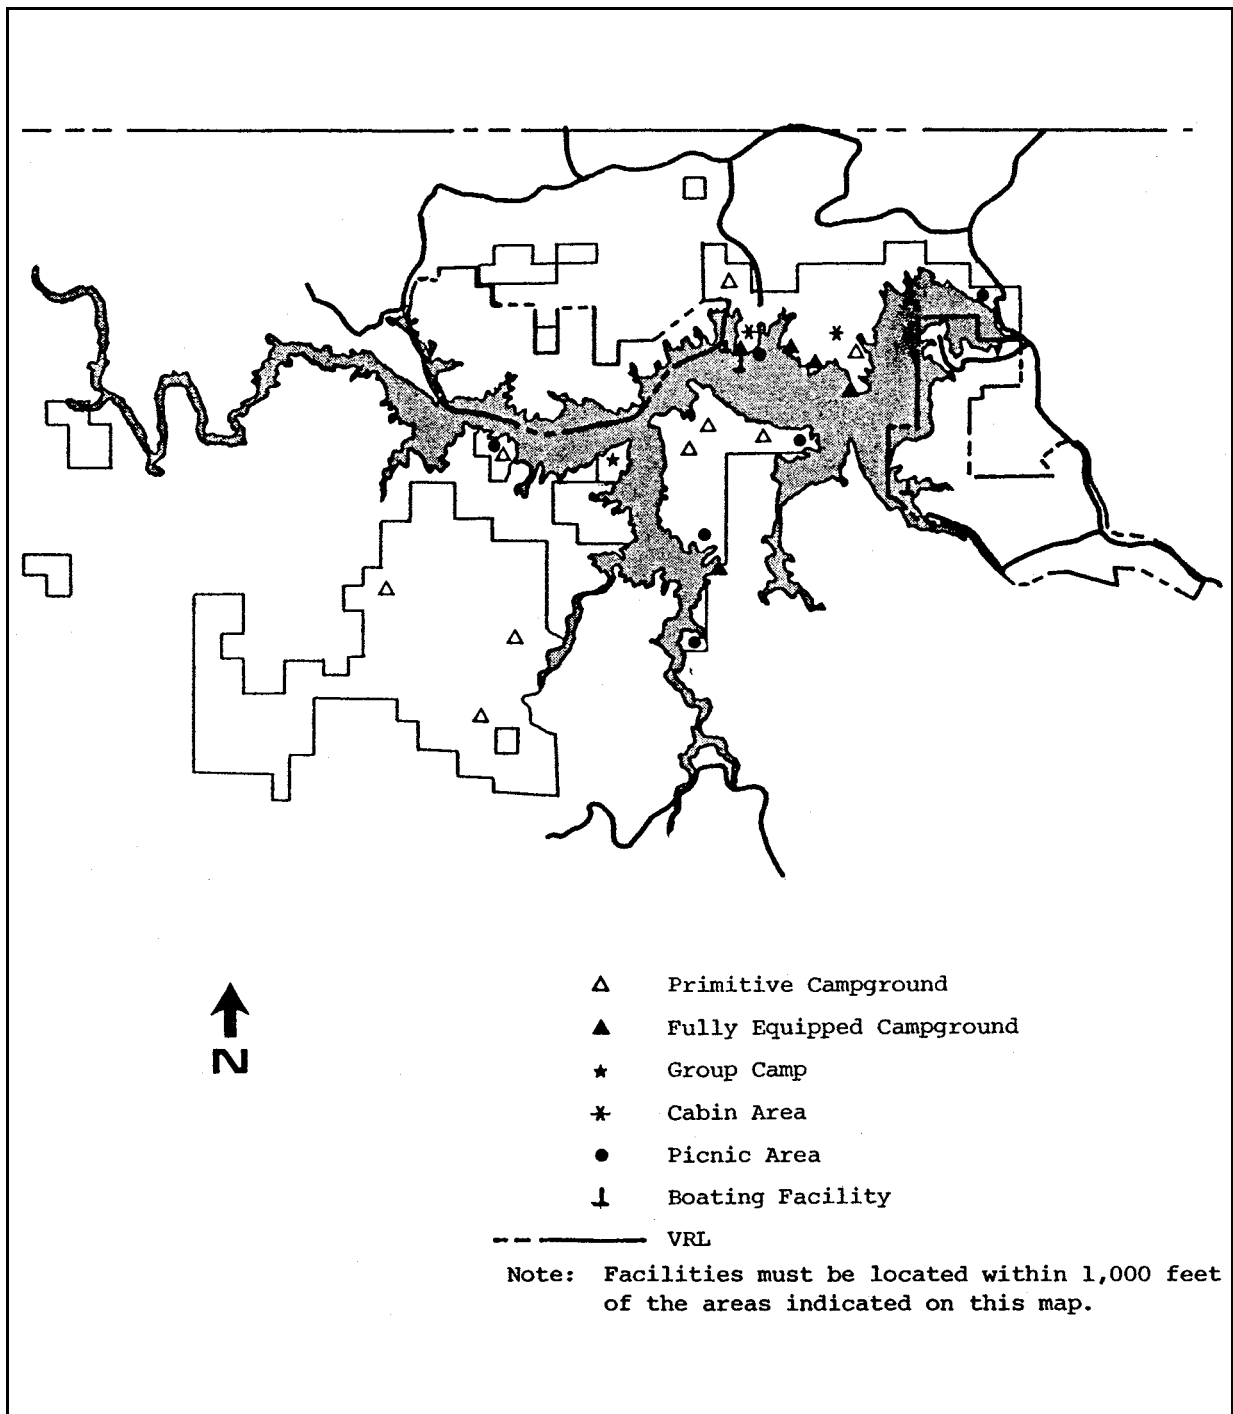 N
Primitive Campground
Fully Equipped Campground
Group Camp
Cabin Area
Picnic Area
Boating Facility
VRL
Note: Facilities must be located within 1,000 feet
of the areas indicated on this map.